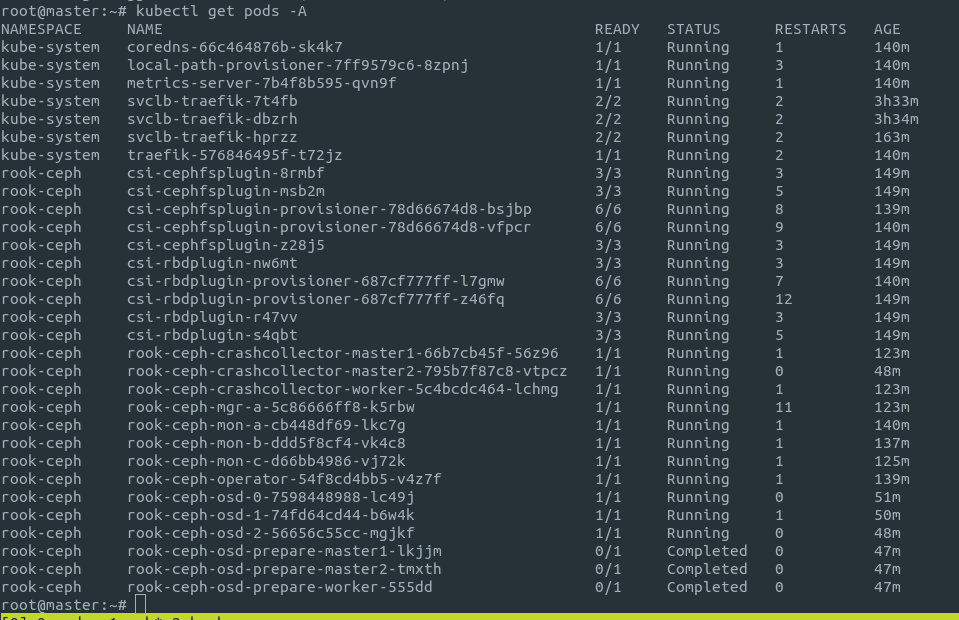 root@master:~# kubectl get pods -A
NAMESPACE NAME READY STATUS RESTARTS AGE
kube-system coredns-66c464876b-sk4k7 1/1 Running 1 140m
kube-system local-path-provisioner-7ff9579c6-8zpnj 1/1 Running 3 140m
kube-system metrics-server-7b4f8b595-qvn9f 1/1 Running 1 140m
kube-system svclb-traefik-7t4fb 2/2 Running 2 3h33m
kube-system svclb-traefik-dbzrh 2/2 Running 2 3h34m
kube-system svclb-traefik-hprzz 2/2 Running 2 163m
kube-system traefik-576846495f-t72jz 1/1 Running 2 140m
rook-ceph csi-cephfsplugin-8rmbf 3/3 Running 3 149m
rook-ceph csi-cephfsplugin-msb2m 3/3 Running 5 149m
rook-ceph csi-cephfsplugin-provisioner-78d66674d8-bsjbp 6/6 Running 8 139m
rook-ceph csi-cephfsplugin-provisioner-78d66674d8-vfpcr 6/6 Running 9 140m
rook-ceph csi-cephfsplugin-z28j5 3/3 Running 3 149m
rook-ceph csi-rbdplugin-nw6mt 3/3 Running 3 149m
rook-ceph csi-rbdplugin-provisioner-687cf777ff-l7gmw 6/6 Running 7 140m
rook-ceph csi-rbdplugin-provisioner-687cf777ff-z46fq 6/6 Running 12 149m
rook-ceph csi-rbdplugin-r47vv 3/3 Running 3 149m
rook-ceph csi-rbdplugin-s4qbt 3/3 Running 5 149m
rook-ceph rook-ceph-crashcollector-master1-66b7cb45f-56z96 1/1 Running 1 123m
rook-ceph rook-ceph-crashcollector-master2-795b7f87c8-vtpcz 1/1 Running 0 48m
rook-ceph rook-ceph-crashcollector-worker-5c4bcdc464-lchmg 1/1 Running 1 123m
rook-ceph rook-ceph-mgr-a-5c86666ff8-k5rbw 1/1 Running 11 123m
rook-ceph rook-ceph-mon-a-cb448df69-lkc7g 1/1 Running 1 140m
rook-ceph rook-ceph-mon-b-ddd5f8cf4-vk4c8 1/1 Running 1 137m
rook-ceph rook-ceph-mon-c-d66bb4986-vj72k 1/1 Running 1 125m
rook-ceph rook-ceph-operator-54f8cd4bb5-v4z7f 1/1 Running 1 139m
rook-ceph rook-ceph-osd-0-7598448988-lc49j 1/1 Running 0 51m
rook-ceph rook-ceph-osd-1-74fd64cd44-b6w4k 1/1 Running 1 50m
rook-ceph rook-ceph-osd-2-56656c55cc-mgjkf 1/1 Running 0 48m
rook-ceph rook-ceph-osd-prepare-master1-lkjjm 0/1 Completed 0 47m
rook-ceph rook-ceph-osd-prepare-master2-tmxth 0/1 Completed 0 47m
rook-ceph rook-ceph-osd-prepare-worker-555dd 0/1 Completed 0 47m
root@master:~#